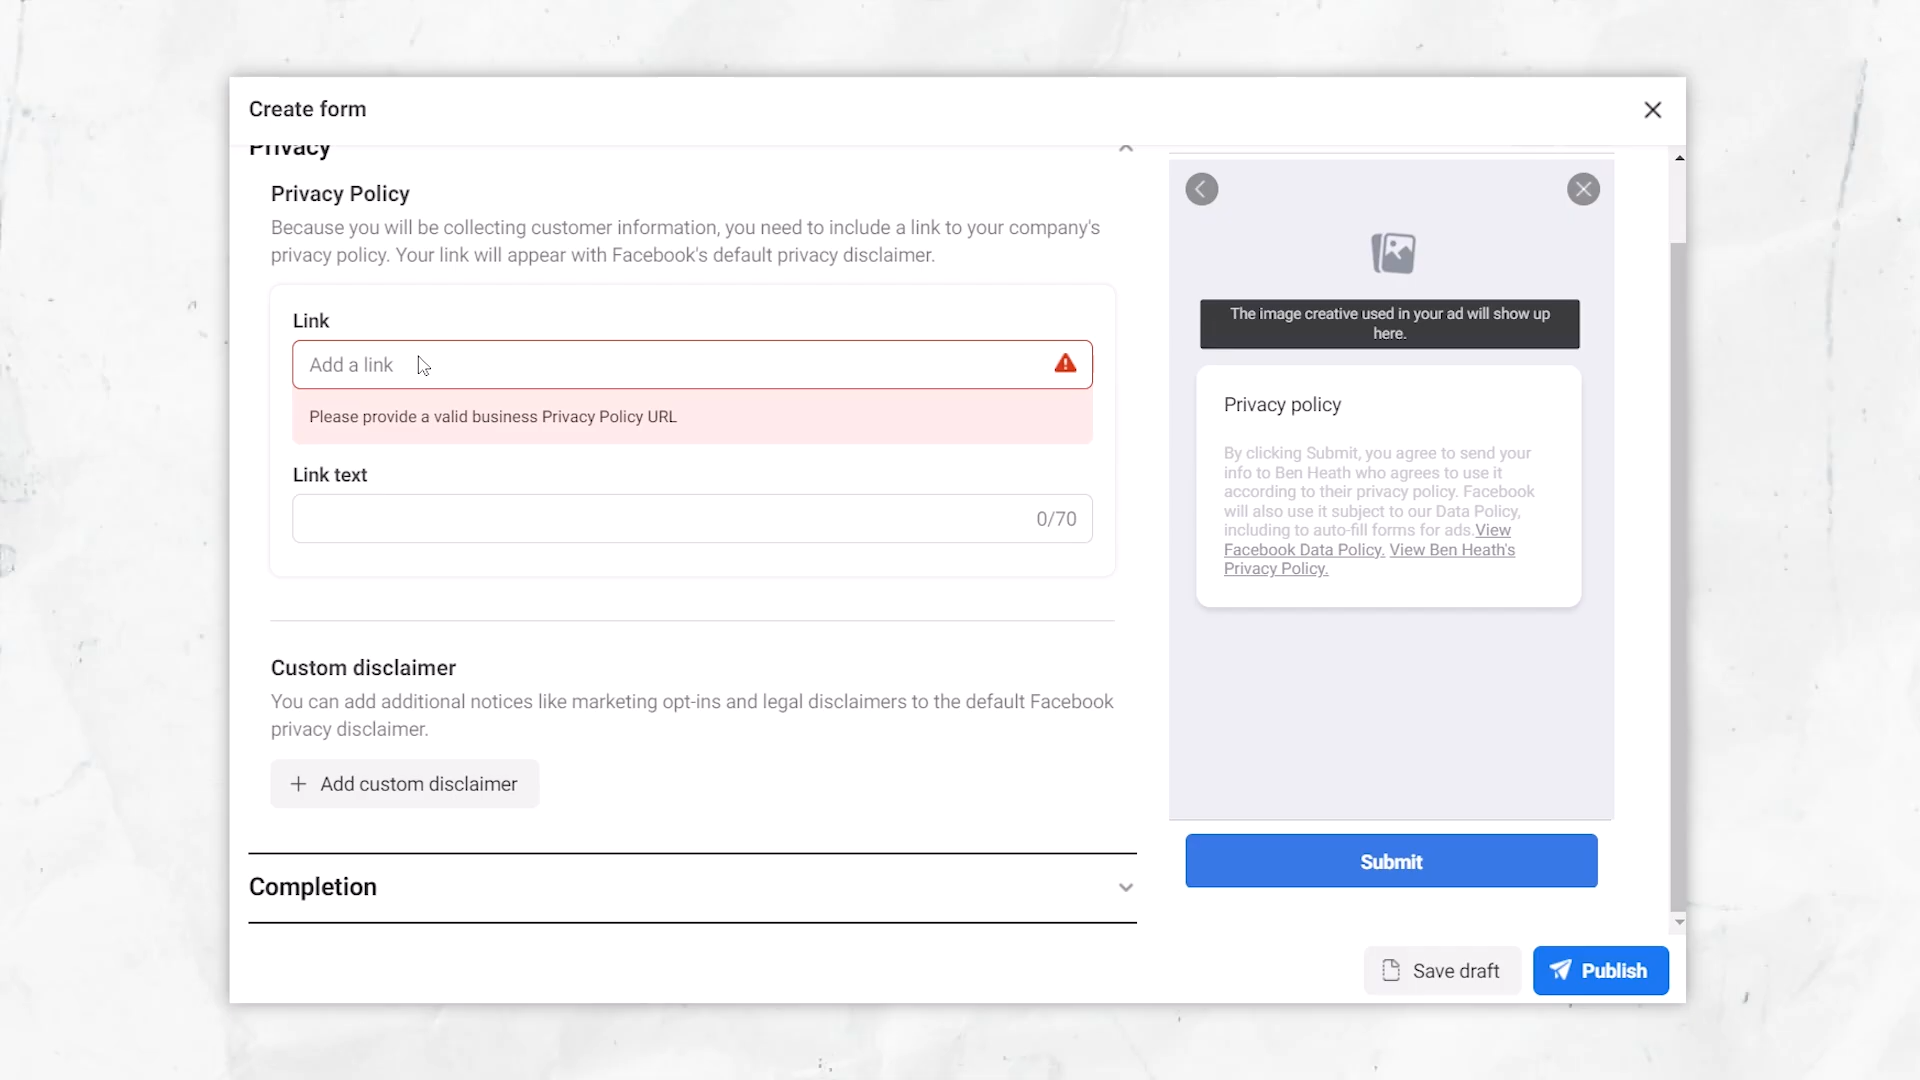 Create form
Privacy
Privacy Policy
Because you will be collecting customer information, you need to include a link to your company's
privacy policy. Your link will appear with Facebook's default privacy disclaimer.
Link
Add a link
Please provide a valid business Privacy Policy URL
Link text
0/70
Custom disclaimer
You can add additional notices like marketing opt-ins and legal disclaimers to the default Facebook
privacy disclaimer.
+ Add custom disclaimer
Completion
The image creative used in your ad will show up
here.
Privacy policy
By clicking Submit, you agree to send your
info to Ben Heath who agrees to use it
according to their privacy policy. Facebook
will also use it subject to our Data Policy,
including to auto-fill forms for ads.View
Facebook Data Policy. View Ben Heath's
Privacy Policy.
Submit
Save draft
Publish